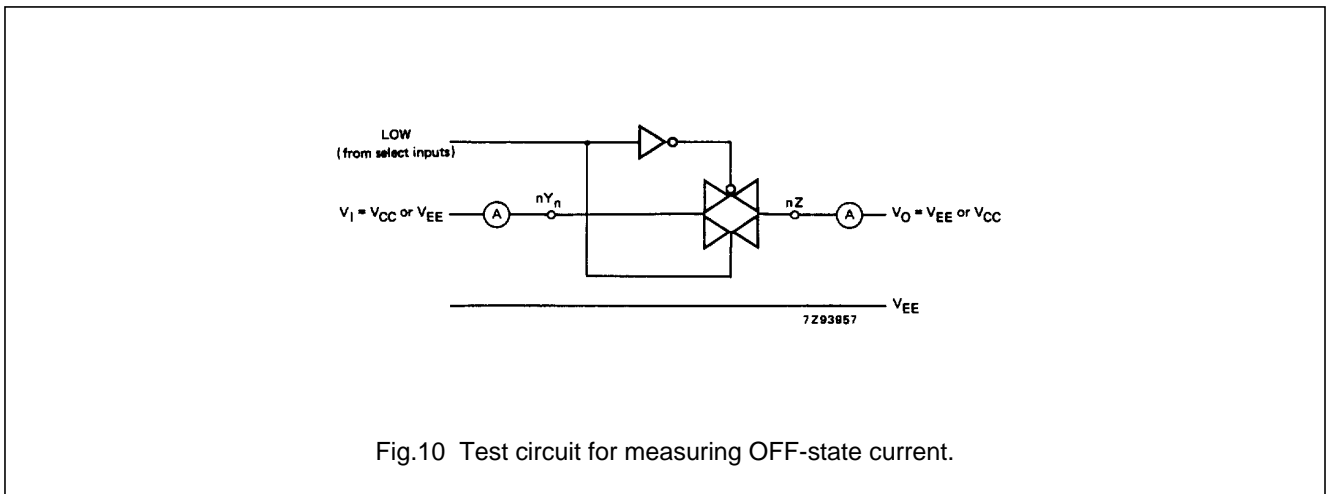 LOW
(from select inputs)
V_I = V_CC or V_EE
A
nY_n
nZ
A
V_O = V_EE or V_CC
V_EE
7Z93957
Fig.10 Test circuit for measuring OFF-state current.